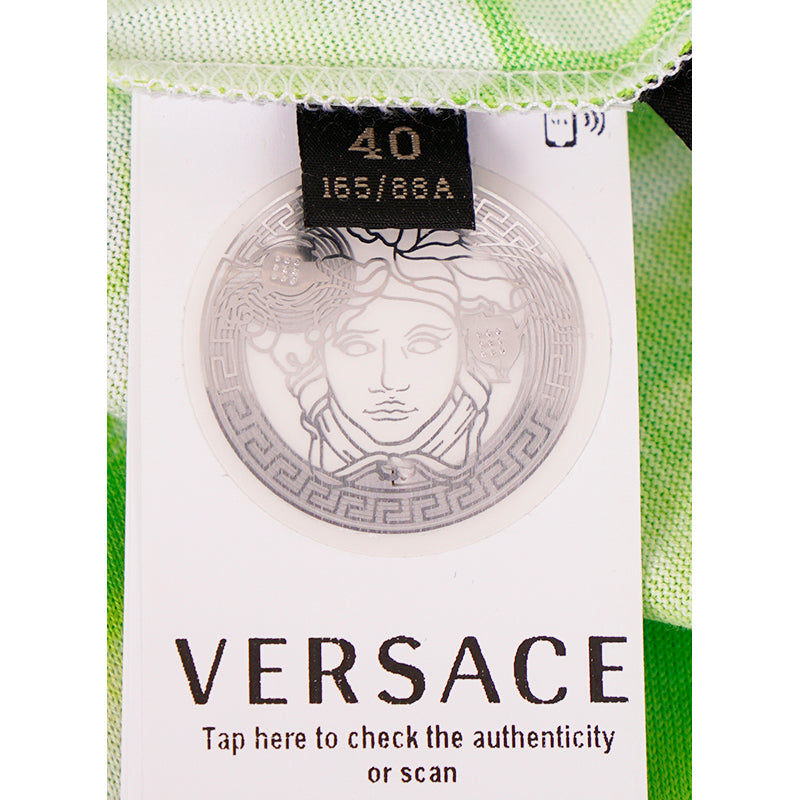 40
165/88A
VERSACE
Tap here to check the authenticity
or scan